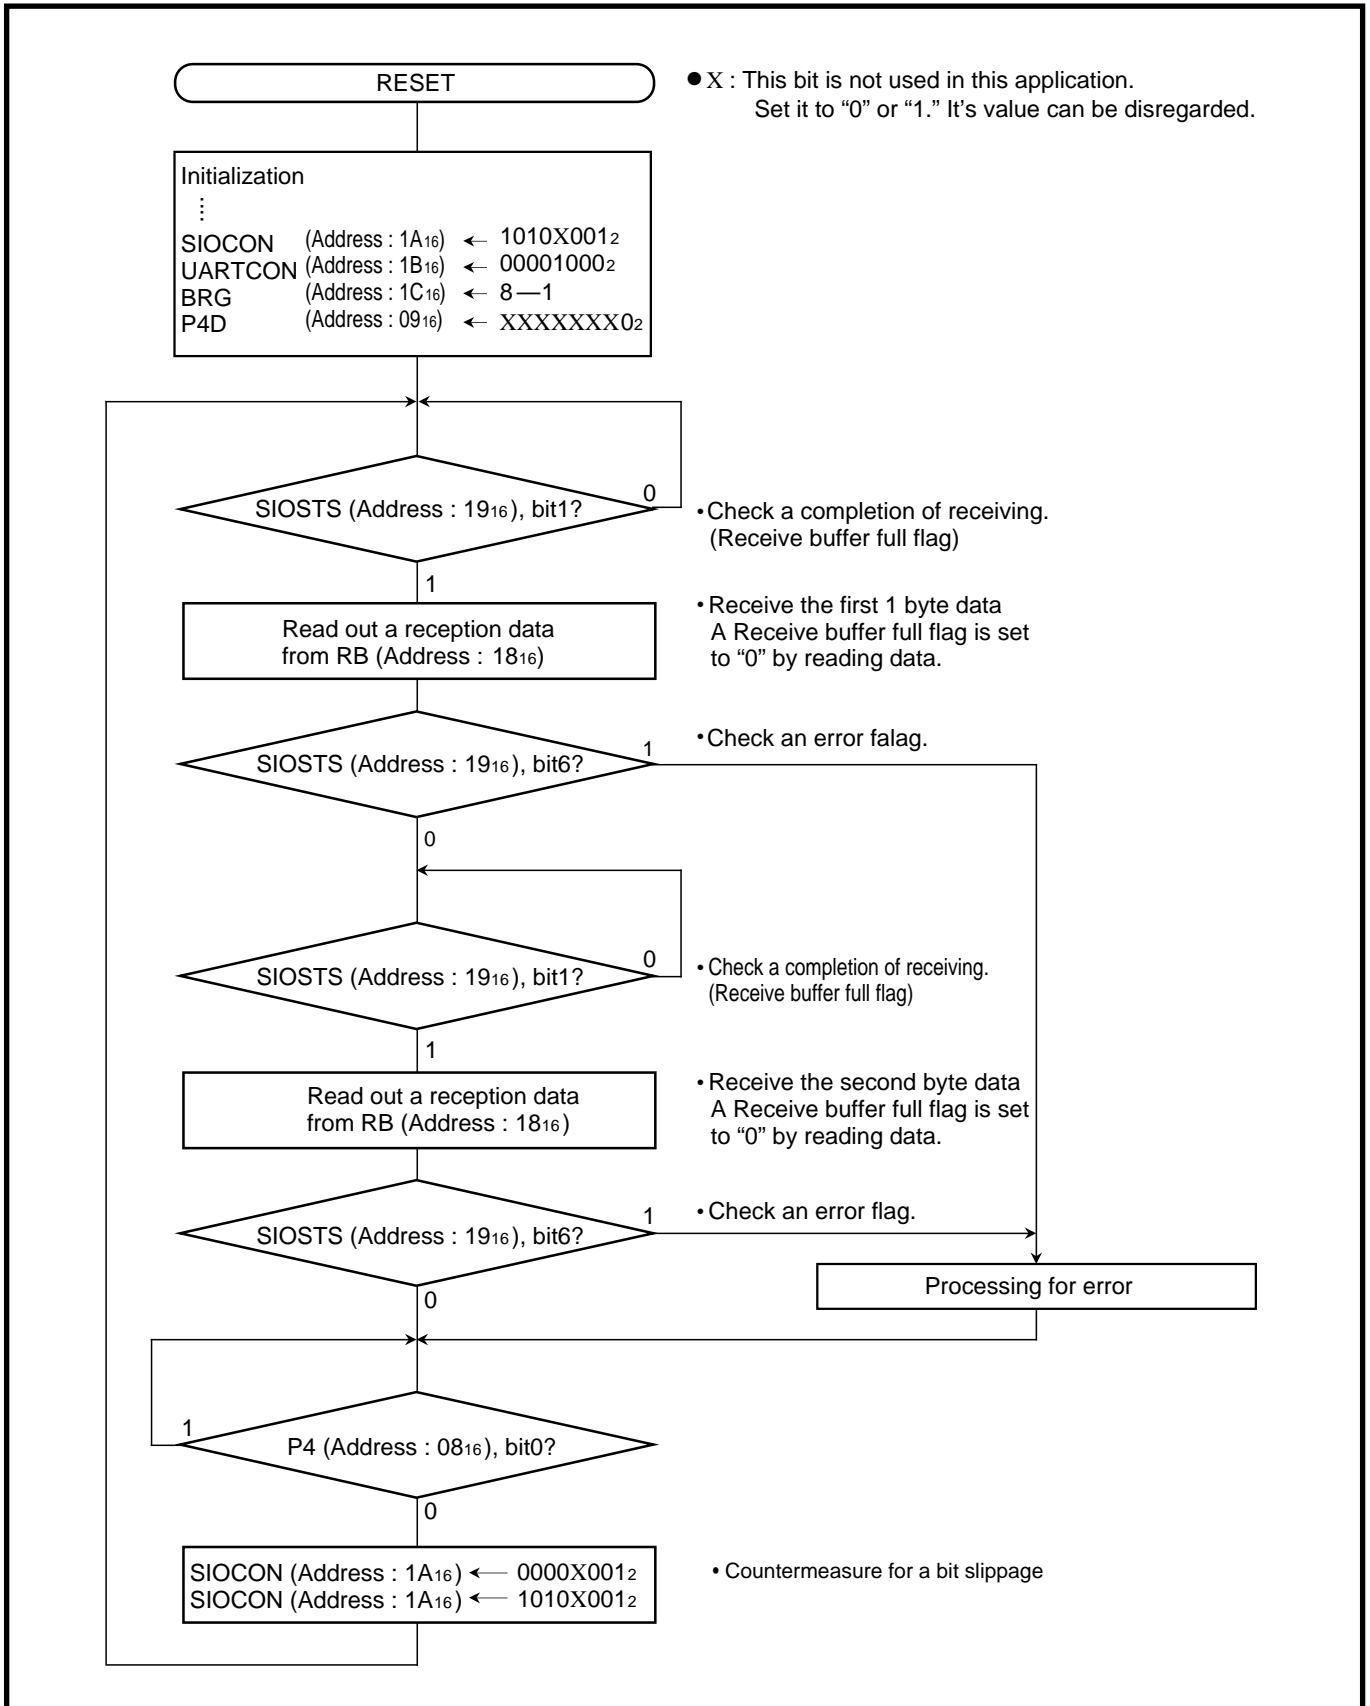 RESET
● X : This bit is not used in this application.
Set it to “0” or “1.” It’s value can be disregarded.
Initialization
SIOCON (Address : 1A16) ← 1010X0012
UARTCON (Address : 1B16) ← 000010002
BRG (Address : 1C16) ← 8—1
P4D (Address : 0916) ← XXXXXXX02
SIOSTS (Address : 1916), bit1?
0
• Check a completion of receiving.
(Receive buffer full flag)
1
Read out a reception data
from RB (Address : 1816)
• Receive the first 1 byte data
A Receive buffer full flag is set
to “0” by reading data.
SIOSTS (Address : 1916), bit6?
1
• Check an error falag.
0
SIOSTS (Address : 1916), bit1?
0
• Check a completion of receiving.
(Receive buffer full flag)
1
Read out a reception data
from RB (Address : 1816)
• Receive the second byte data
A Receive buffer full flag is set
to “0” by reading data.
SIOSTS (Address : 1916), bit6?
1
• Check an error flag.
0
Processing for error
1
P4 (Address : 0816), bit0?
0
SIOCON (Address : 1A16) ← 0000X0012
SIOCON (Address : 1A16) ← 1010X0012
• Countermeasure for a bit slippage